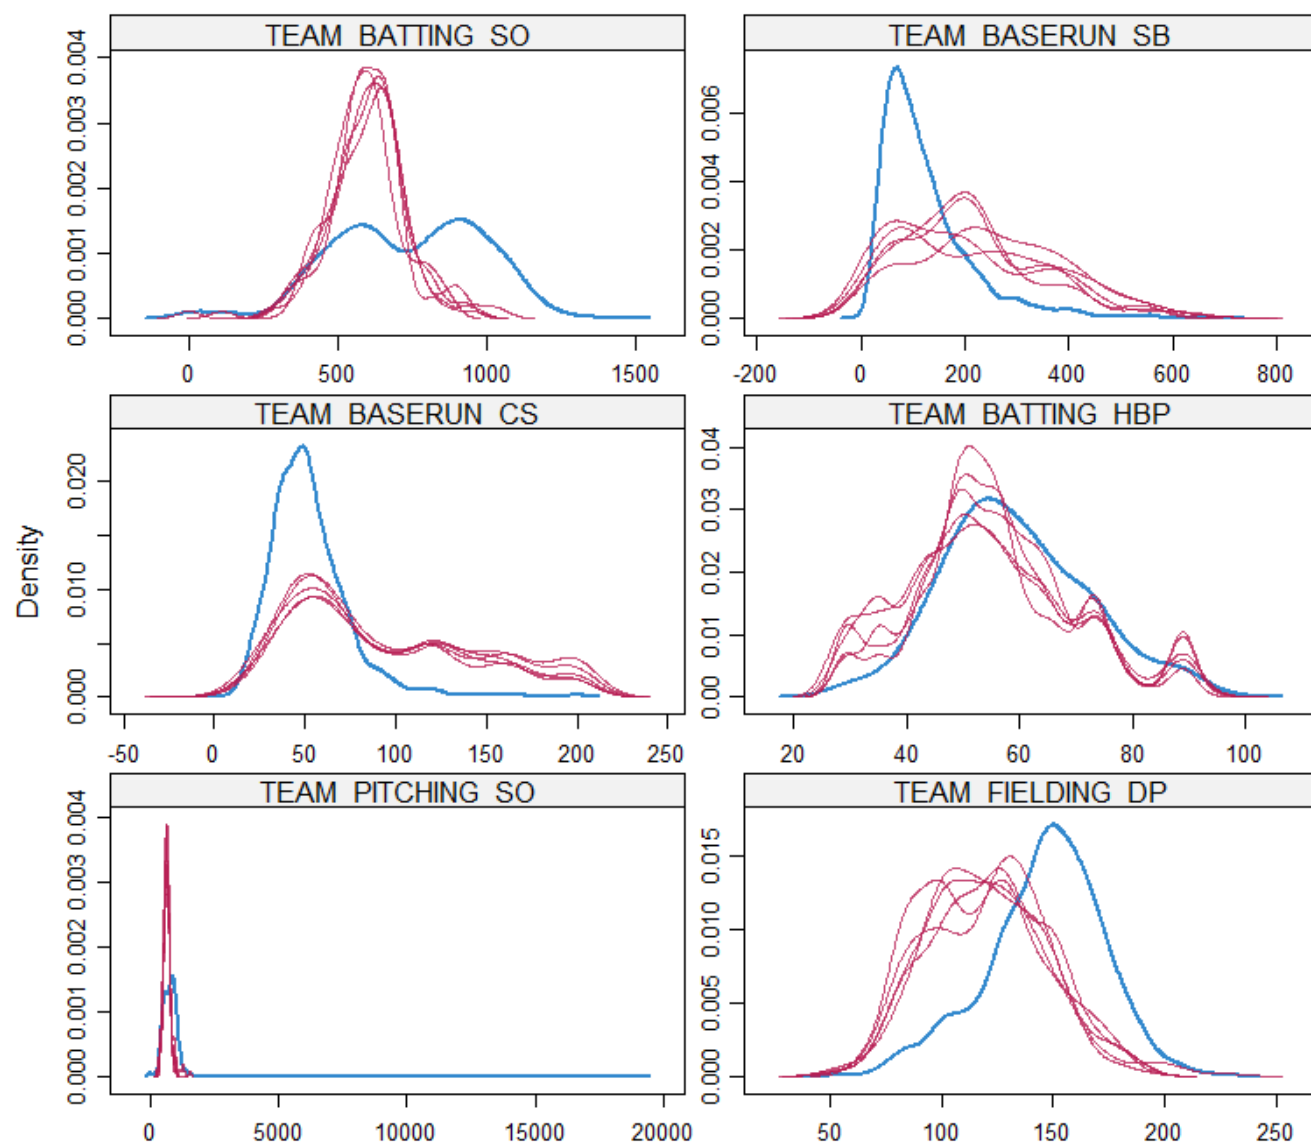 TEAM BATTING SO
0.000 0.001 0.002 0.003 0.004
0 500 1000 1500
TEAM BASERUN SB
0.000 0.002 0.004 0.006
-200 0 200 400 600 800
TEAM BASERUN CS
0.000 0.010 0.020
-50 0 50 100 150 200 250
TEAM BATTING HBP
0.00 0.01 0.02 0.03 0.04
20 40 60 80 100
Density
TEAM PITCHING SO
0.000 0.001 0.002 0.003 0.004
0 5000 10000 15000 20000
TEAM FIELDING DP
0.000 0.005 0.010 0.015
50 100 150 200 250